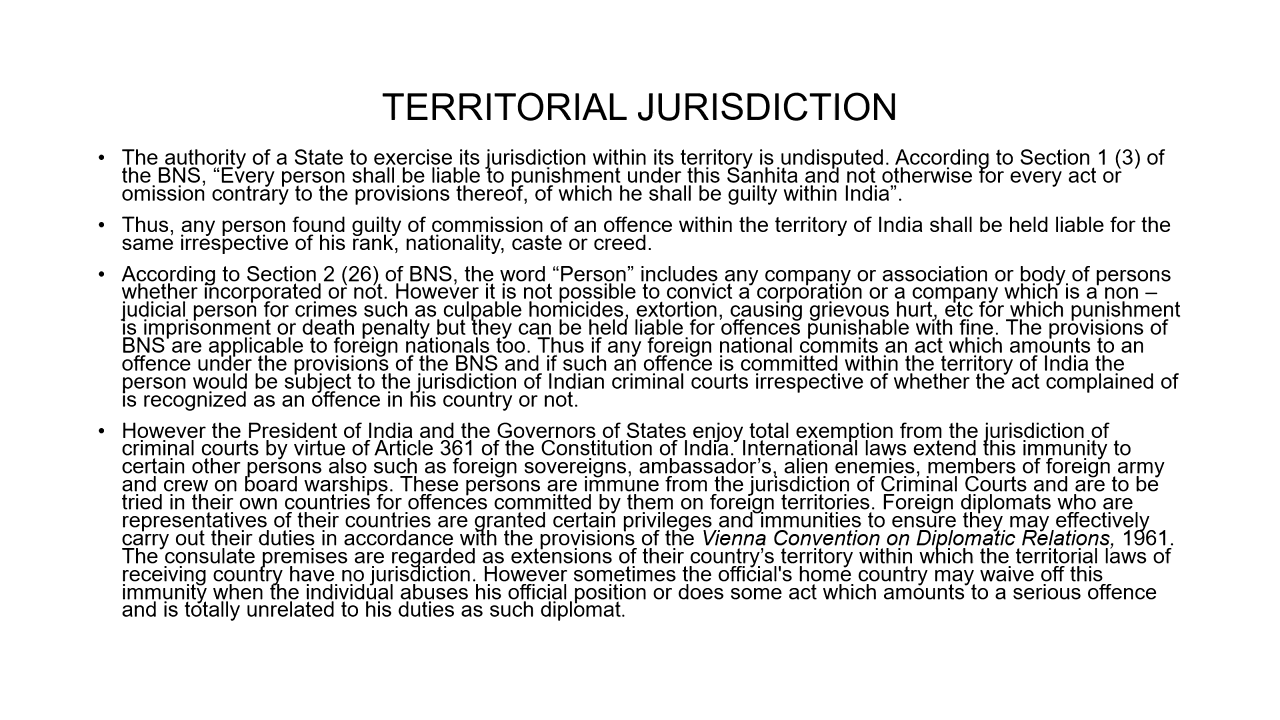 TERRITORIAL JURISDICTION
• The authority of a State to exercise its jurisdiction within its territory is undisputed. According to Section 1 (3) of
the BNS, “Every person shall be liable to punishment under this Sanhita and not otherwise for every act or
omission contrary to the provisions thereof, of which he shall be guilty within India”.
• Thus, any person found guilty of commission of an offence within the territory of India shall be held liable for the
same irrespective of his rank, nationality, caste or creed.
• According to Section 2 (26) of BNS, the word “Person” includes any company or association or body of persons
whether incorporated or not. However it is not possible to convict a corporation or a company which is a non –
judicial person for crimes such as culpable homicides, extortion, causing grievous hurt, etc for which punishment
is imprisonment or death penalty but they can be held liable for offences punishable with fine. The provisions of
BNS are applicable to foreign nationals too. Thus if any foreign national commits an act which amounts to an
offence under the provisions of the BNS and if such an offence is committed within the territory of India the
person would be subject to the jurisdiction of Indian criminal courts irrespective of whether the act complained of
is recognized as an offence in his country or not.
• However the President of India and the Governors of States enjoy total exemption from the jurisdiction of
criminal courts by virtue of Article 361 of the Constitution of India. International laws extend this immunity to
certain other persons also such as foreign sovereigns, ambassador’s, alien enemies, members of foreign army
and crew on board warships. These persons are immune from the jurisdiction of Criminal Courts and are to be
tried in their own countries for offences committed by them on foreign territories. Foreign diplomats who are
representatives of their countries are granted certain privileges and immunities to ensure they may effectively
carry out their duties in accordance with the provisions of the Vienna Convention on Diplomatic Relations, 1961.
The consulate premises are regarded as extensions of their country’s territory within which the territorial laws of
receiving country have no jurisdiction. However sometimes the official's home country may waive off this
immunity when the individual abuses his official position or does some act which amounts to a serious offence
and is totally unrelated to his duties as such diplomat.